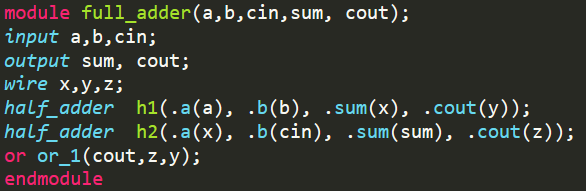 module full_adder(a,b,cin,sum, cout);
input a,b,cin;
output sum, cout;
wire x,y,z;
half_adder  h1(.a(a), .b(b), .sum(x), .cout(y));
half_adder  h2(.a(x), .b(cin), .sum(sum), .cout(z));
or or_1(cout,z,y);
endmodule